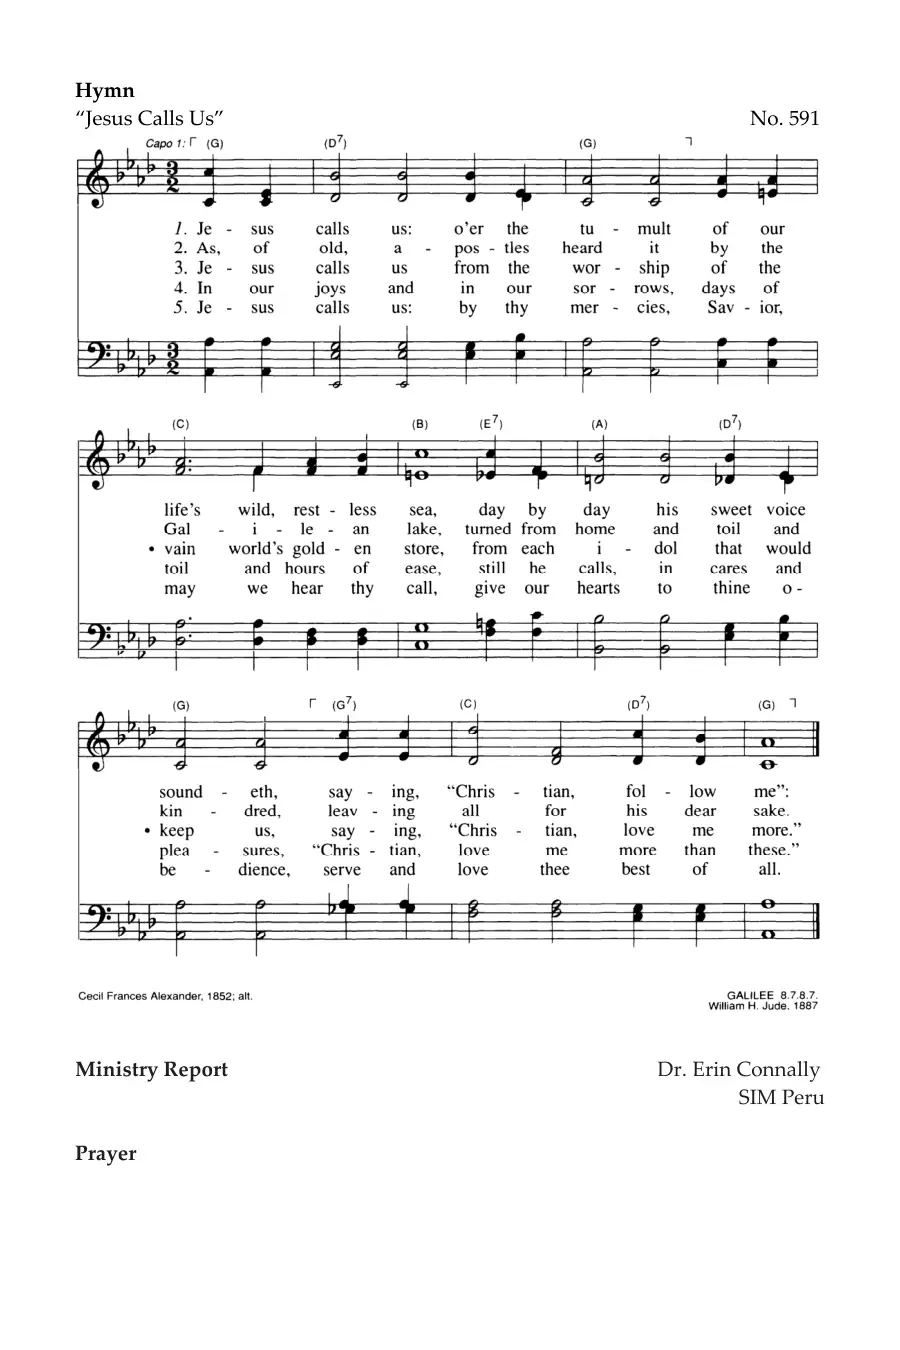 Hymn
“Jesus Calls Us” No. 591
Capo 1: (G) (D7) (G)
1. Je - sus calls us: o’er the tu - mult of our
2. As, of old, a - pos - tles heard it by the
3. Je - sus calls us from the wor - ship of the
4. In our joys and in our sor - rows, days of
5. Je - sus calls us: by thy mer - cies, Sav - ior,
(C) (B) (E7) (A) (D7)
life’s wild, rest - less sea, day by day his sweet voice
Gal - i - le - an lake, turned from home and toil and
• vain world’s gold - en store, from each i - dol that would
toil and hours of ease, still he calls, in cares and
may we hear thy call, give our hearts to thine o -
(G) (G7) (C) (D7) (G)
sound - eth, say - ing, “Chris - tian, fol - low me”:
kin - dred, leav - ing all for his dear sake.
• keep us, say - ing, “Chris - tian, love me more.”
plea - sures, “Chris - tian, love me more than these.”
be - dience, serve and love thee best of all.
Cecil Frances Alexander, 1852; alt. GALILEE 8.7.8.7.
William H. Jude. 1887
Ministry Report Dr. Erin Connally
SIM Peru
Prayer